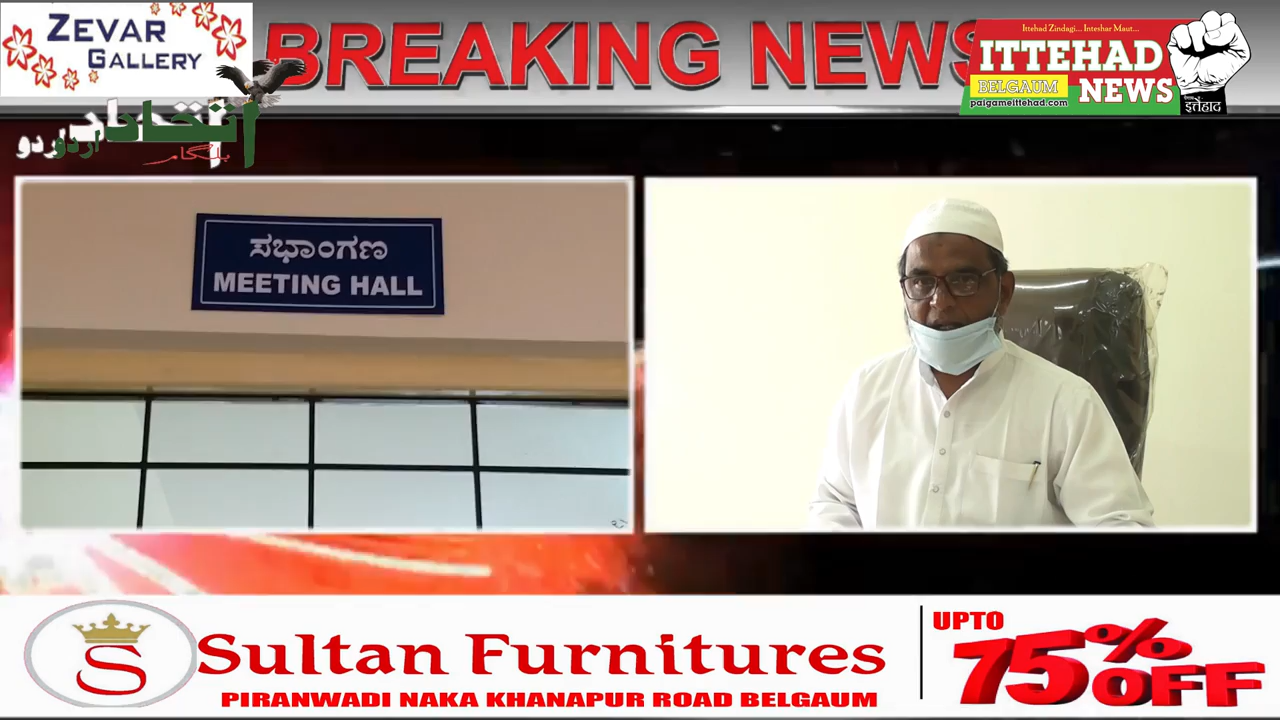 ZEVAR
GALLERY
BREAKING NEWS
Ittehad Zindagi... Inteshar Maut...
ITTEHAD
BELGAUM
NEWS
paigameittehad.com
इत्तेहाद
اتحاد
اردو
بلگام
ಸಭಾಂಗಣ
MEETING HALL
S
Sultan Furnitures
PIRANWADI NAKA KHANAPUR ROAD BELGAUM
UPTO
75% OFF